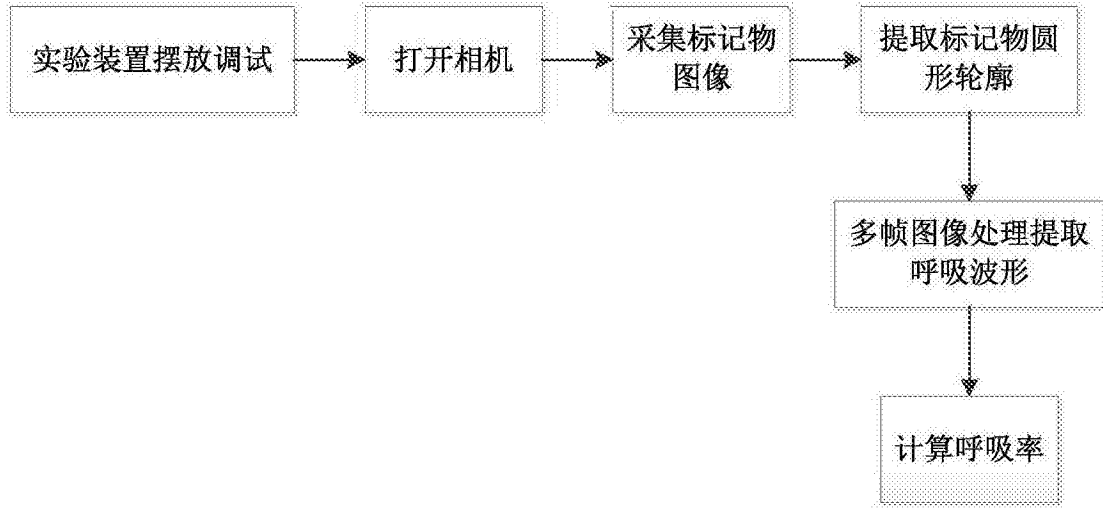 实验装置摆放调试
打开相机
采集标记物
图像
提取标记物圆
形轮廓
多帧图像处理提取
呼吸波形
计算呼吸率